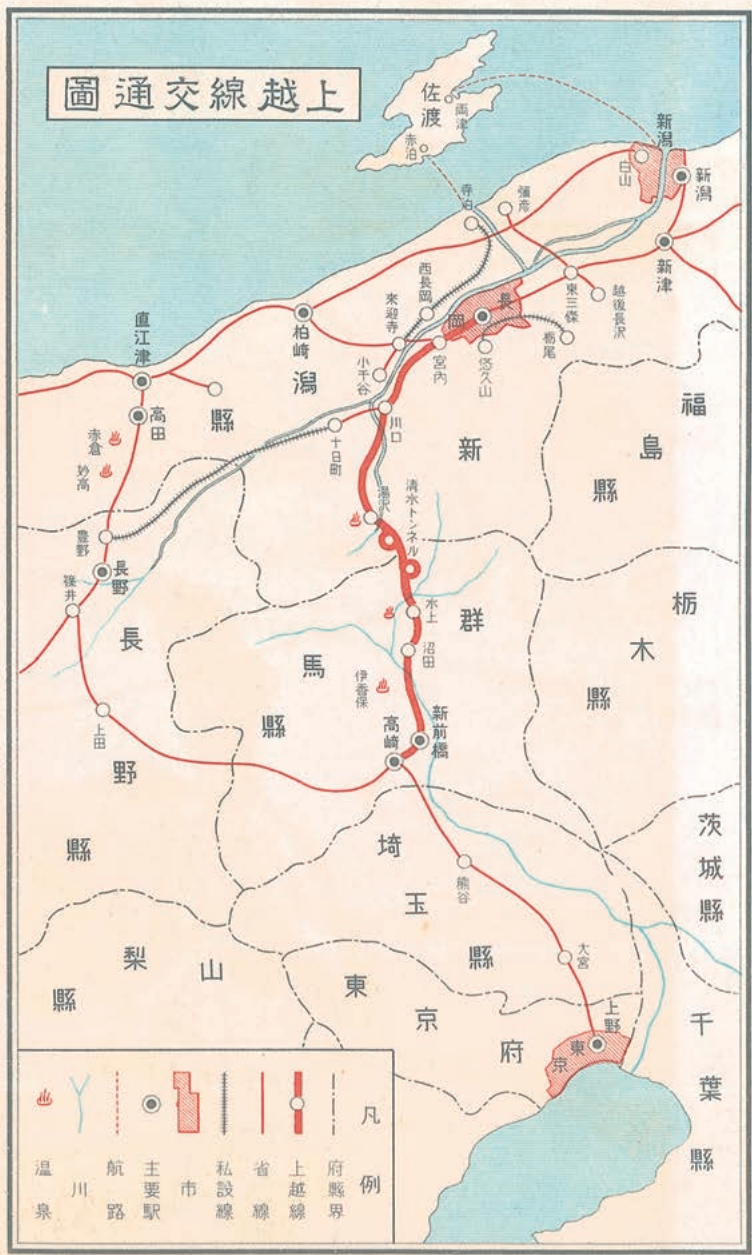 圖通交線越上
佐渡
両津
赤泊
新潟
白山
新潟
寺泊
彌彦
新津
西長岡
來迎寺
長岡
東三條
越後長沢
栃尾
悠久山
宮内
小千谷
柏崎
直江津
高田
赤倉
妙高
新潟縣
川口
十日町
湯沢
清水トンネル
福島縣
豊野
長野
篠井
水上
沼田
伊香保
群馬縣
栃木縣
長野縣
上田
新前橋
高崎
茨城縣
埼玉縣
熊谷
大宮
山梨縣
東京府
上野
東京
千葉縣
凡例
府縣界
上越線
省線
私設線
市
主要駅
航路
川
温泉